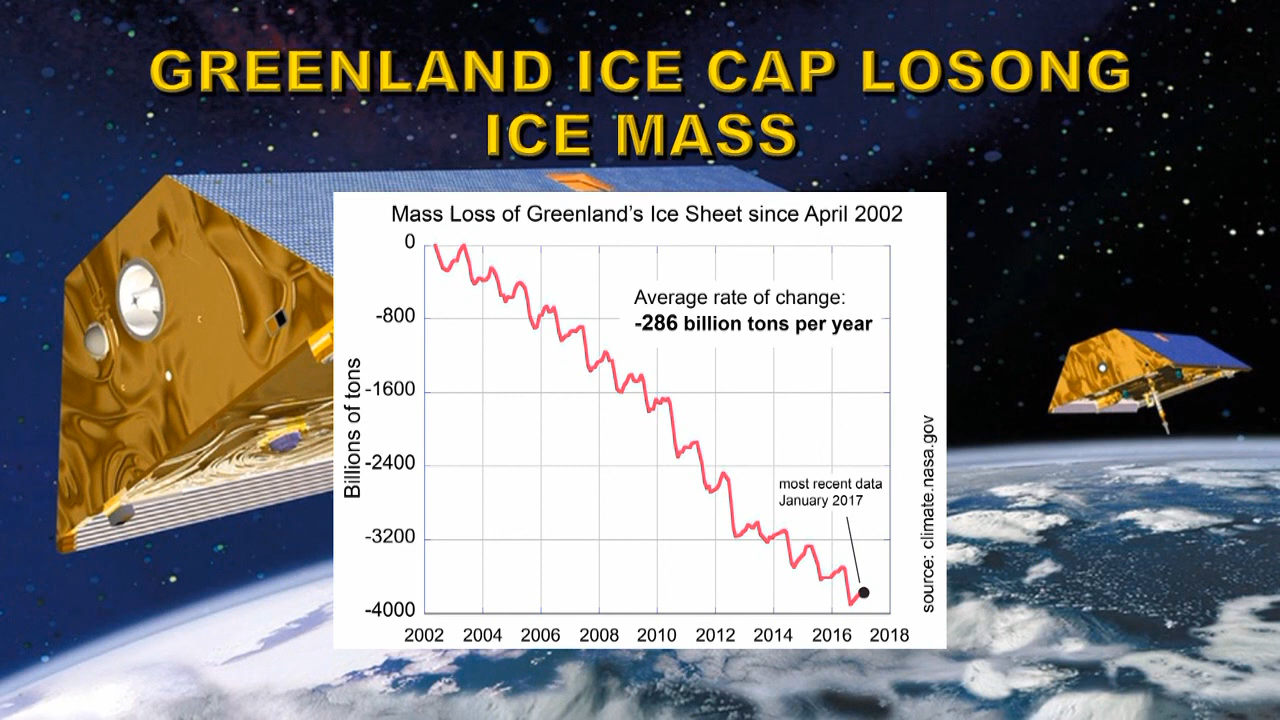 GREENLAND ICE CAP LOSONG
ICE MASS
Mass Loss of Greenland's Ice Sheet since April 2002
0
-800
-1600
-2400
-3200
-4000
Billions of tons
Average rate of change:
-286 billion tons per year
most recent data
January 2017
source: climate.nasa.gov
2002 2004 2006 2008 2010 2012 2014 2016 2018